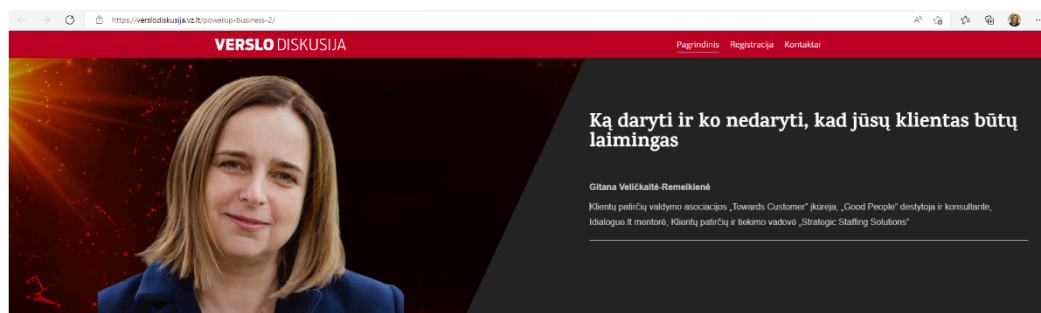 https://verslodiskusija.vz.lt/powerup-business-2/
VERSLO DISKUSIJA
Pagrindinis Registracija Kontaktai
Ką daryti ir ko nedaryti, kad jūsų klientas būtų
laimingas
Gitana Veličkaitė-Remeikienė
Klientų patirčių valdymo asociacijos „Towards Customer“ įkūrėja, „Good People“ dėstytoja ir konsultantė,
Idialogue.lt mentorė, Klientų patirčių ir tiekimo vadovė „Strategic Staffing Solutions“